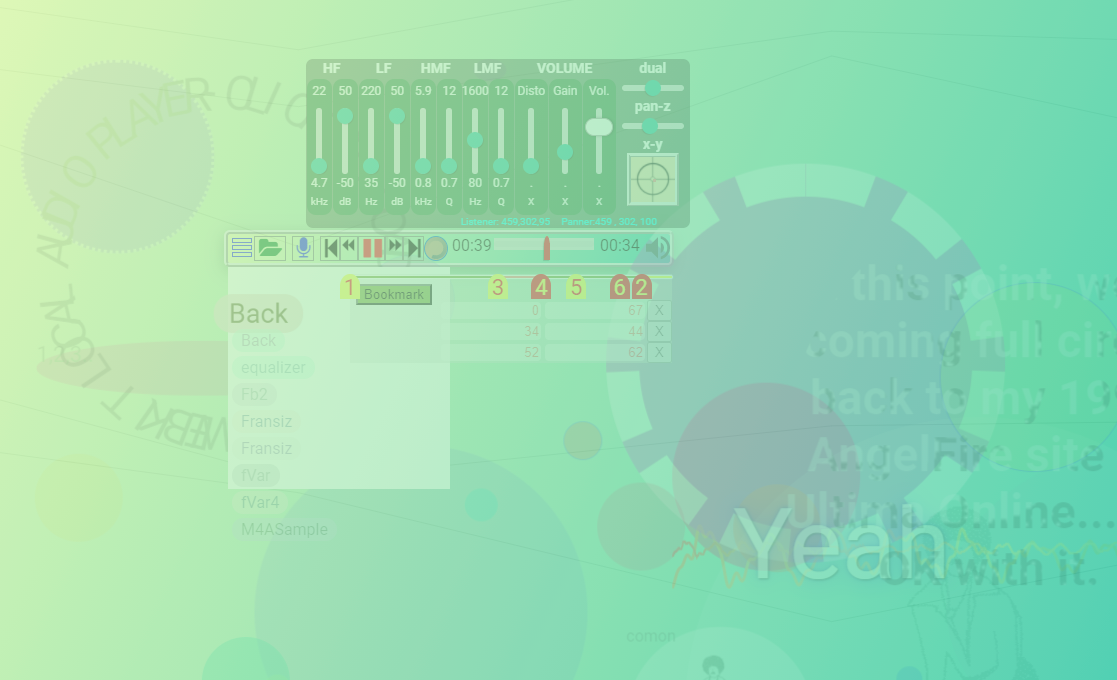 HF LF HMF LMF VOLUME dual
22 50 220 50 5.9 12 1600 12 Disto Gain Vol.
pan-z
x-y
4.7 -50 35 -50 0.8 0.7 80 0.7 . . .
kHz dB Hz dB kHz Q Hz Q X X X
Listener: 459,302,95 Panner:459 , 302, 100
AUDIO PLAYER
00:39 00:34
1 3 4 5 6 2
Bookmark
0 67 X
34 44 X
52 62 X
Back
Back
equalizer
Fb2
Fransiz
Fransiz
fVar
fVar4
M4ASample
this point, w
coming full cir
back to my 19
Angelfire site
Ultima Online...
Yeah
OK with it.
comon